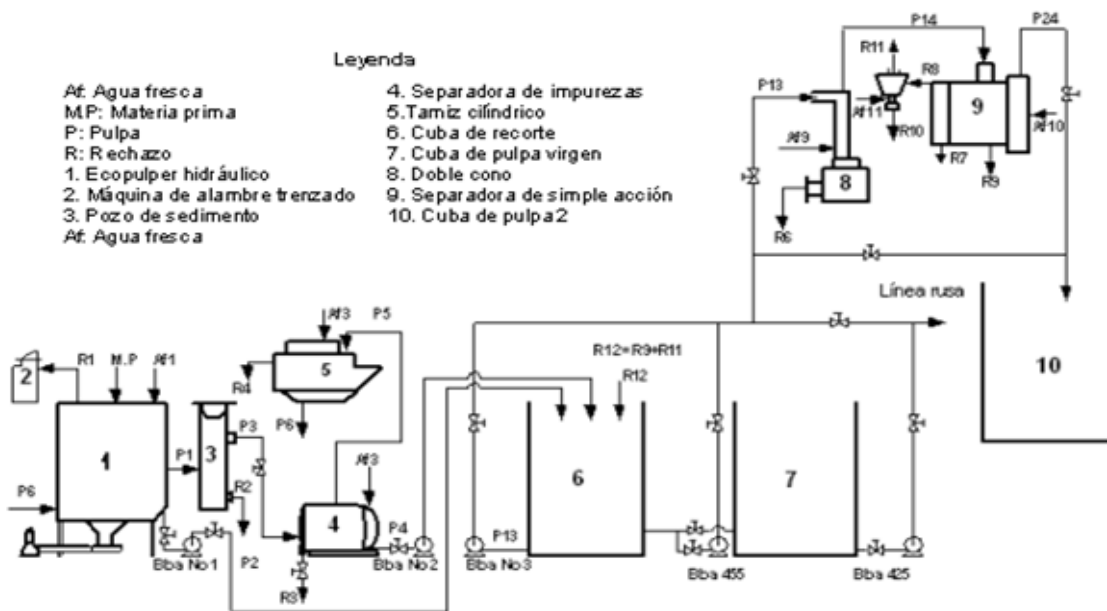 Leyenda
Af: Agua fresca
M.P: Materia prima
P: Pulpa
R: Rechazo
1. Ecopulper hidráulico
2. Máquina de alambre trenzado
3. Pozo de sedimento
Af: Agua fresca
4. Separadora de impurezas
5.Tamiz cilíndrico
6. Cuba de recorte
7. Cuba de pulpa virgen
8. Doble cono
9. Separadora de simple acción
10. Cuba de pulpa 2
P14
P24
R11
R8
P13
Af11
R10
9
Af10
Af9
R7
R9
8
R6
Línea rusa
10
Af3
P5
R12=R9+R11
R12
R1
M.P
Af1
2
5
R4
P6
1
P1
3
P3
R2
P6
Af3
4
P4
R3
P2
6
7
P13
Bba No1
Bba No2
Bba No3
Bba 455
Bba 425